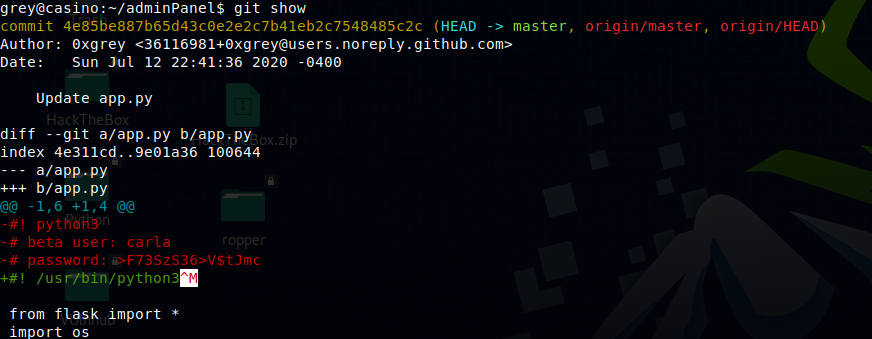 grey@casino:~/adminPanel$ git show
commit 4e85be887b65d43c0e2e2c7b41eb2c7548485c2c (HEAD -> master, origin/master, origin/HEAD)
Author: 0xgrey <36116981+0xgrey@users.noreply.github.com>
Date:   Sun Jul 12 22:41:36 2020 -0400
    Update app.py
HackTheBox
diff --git a/app.py b/app.py
HackTheBox.zip
index 4e311cd..9e01a36 100644
--- a/app.py
+++ b/app.py
@@ -1,6 +1,4 @@
Python
-#! python3
-# beta user: carla
ropper
-# password: >F73SzS36>V$tJmc
+#! /usr/bin/python3^M
 from flask import *
VulnHub
 import os